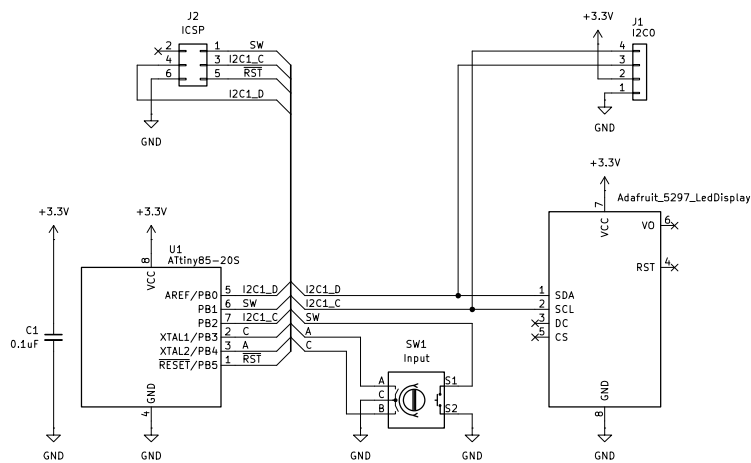 J2
ICSP
2
1
SW
4
3
I2C1_C
6
5
RST
I2C1_D
GND
+3.3V
J1
I2C0
4
3
2
1
GND
+3.3V
Adafruit_5297_LedDisplay
7
VCC
VO
6
RST
4
1
SDA
2
SCL
3
DC
5
CS
GND
8
GND
+3.3V
C1
0.1uF
GND
+3.3V
U1
ATtiny85-20S
8
VCC
AREF/PB0
5
I2C1_D
I2C1_D
PB1
6
SW
I2C1_C
PB2
7
I2C1_C
SW
XTAL1/PB3
2
C
A
XTAL2/PB4
3
A
C
RESET/PB5
1
RST
GND
4
GND
SW1
Input
A
S1
C
B
S2
GND
GND